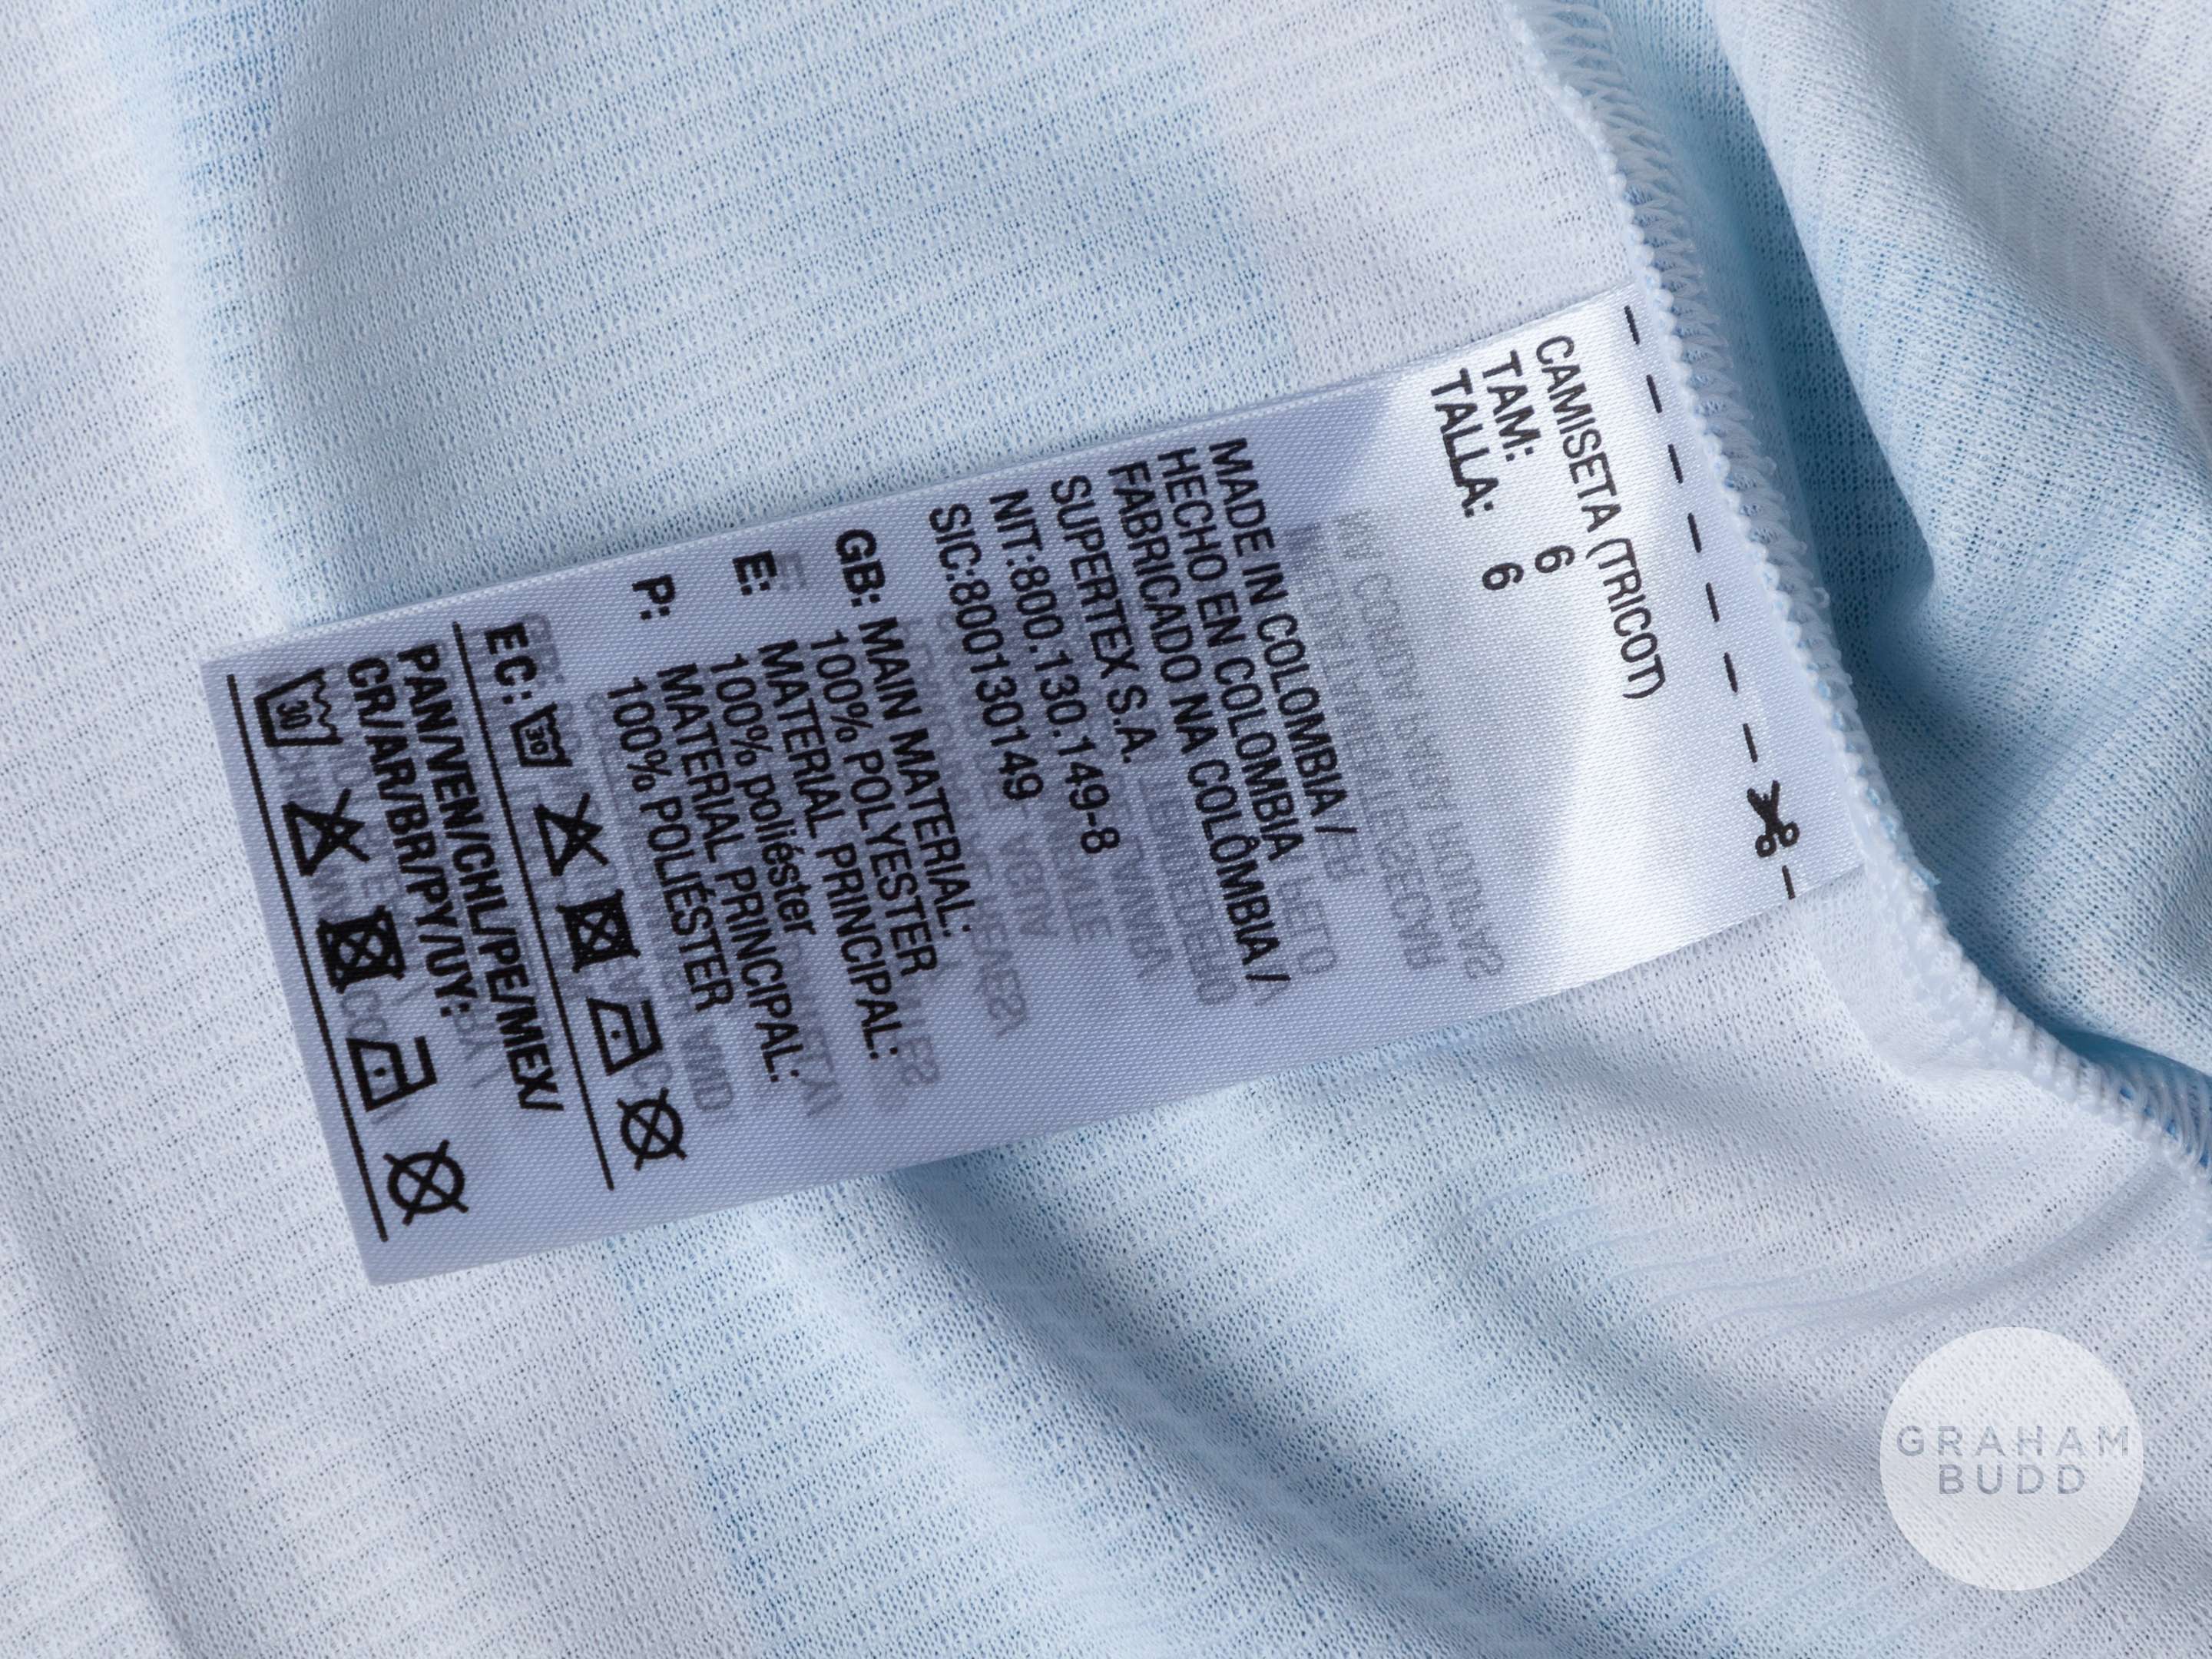 CAMISETA (TRICOT)
TAM: 6
TALLA: 6
MADE IN COLOMBIA /
HECHO EN COLOMBIA
FABRICADO NA COLÔMBIA /
SUPERTEX S.A.
NIT:800.130.149-8
SIC:800130149
GB: MAIN MATERIAL:
100% POLYESTER
E: MATERIAL PRINCIPAL:
100% poliéster
P: MATERIAL PRINCIPAL:
100% POLIÉSTER
EC: 30
PAN/VEN/CHL/PE/MEX/
CR/AR/BR/PY/UY:
30
GRAHAM
BUDD